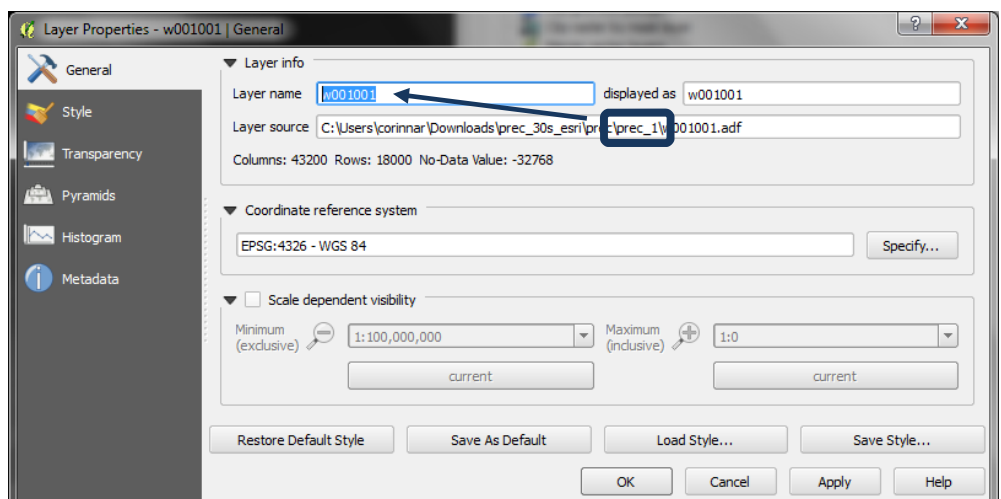 Layer Properties - w001001 | General
General
Style
Transparency
Pyramids
Histogram
Metadata
Layer info
Layer name w001001 displayed as w001001
Layer source C:\Users\corinnar\Downloads\prec_30s_esri\prec\prec_1\w001001.adf
Columns: 43200 Rows: 18000 No-Data Value: -32768
Coordinate reference system
EPSG:4326 - WGS 84 Specify...
Scale dependent visibility
Minimum (exclusive) 1:100,000,000 Maximum (inclusive) 1:0
current current
Restore Default Style Save As Default Load Style... Save Style...
OK Cancel Apply Help